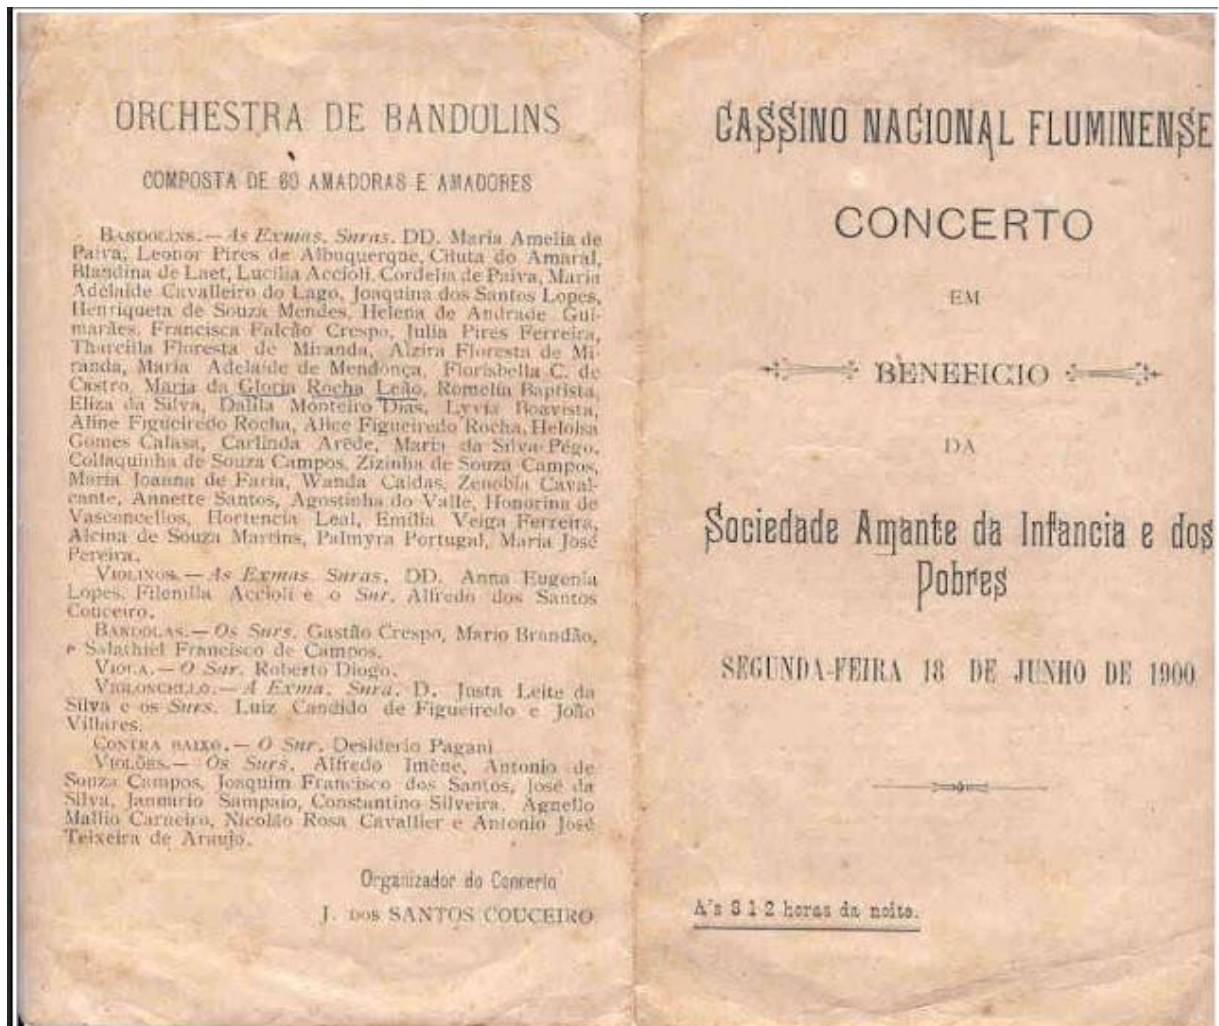 ORCHESTRA DE BANDOLINS
COMPOSTA DE 60 AMADORAS E AMADORES
BANDOLINS.— As Exmas. Snras. DD. Maria Amelia de
Paiva, Leonor Pires de Albuquerque, Ciluta do Amaral,
Blandina de Laet, Lucilia Accioli, Cordelia de Paiva, Maria
Adelaide Cavalleiro do Lago, Joaquina dos Santos Lopes,
Henriqueta de Souza Mendes, Helena de Andrade Gui-
marães, Francisca Falcão Crespo, Julia Pires Ferreira,
Tharcilla Floresta de Miranda, Alzira Floresta de Mi-
randa, Maria Adelaide de Mendonça, Florisbella C. de
Castro, Maria da Gloria Rocha Leão, Romelia Baptista,
Eliza da Silva, Dalila Monteiro Dias, Lyvia Boavista,
Aline Figueiredo Rocha, Alice Figueiredo Rocha, Heloisa
Gomes Calasa, Carlinda Arêde, Maria da Silva Pêgo,
Collaquinha de Souza Campos, Zizinha de Souza Campos,
Maria Joanna de Faria, Wanda Caldas, Zenobia Caval-
cante, Annette Santos, Agostinha do Valle, Honorina de
Vasconcellos, Hortencia Leal, Emilia Veiga Ferreira,
Alcina de Souza Martins, Palmyra Portugal, Maria José
Pereira.
VIOLINOS.— As Exmas. Snras. DD. Anna Eugenia
Lopes, Filenilla Accioli e o Snr. Alfredo dos Santos
Couceiro.
BANDOLAS.— Os Snrs. Gastão Crespo, Mario Brandão,
e Salathiel Francisco de Campos.
VIOLA.— O Snr. Roberto Diogo.
VIOLONCELLO.— A Exma. Snra. D. Justa Leite da
Silva e os Snrs. Luiz Candido de Figueiredo e João
Villares.
CONTRA BAIXO.— O Snr. Desiderio Pagani
VIOLÕES.— Os Snrs. Alfredo Imène, Antonio de
Souza Campos, Joaquim Francisco dos Santos, José da
Silva, Januario Sampaio, Constantino Silveira, Agnello
Mallio Carneiro, Nicolão Rosa Cavallier e Antonio José
Teixeira de Araujo.
Organizador do Concerto
J. DOS SANTOS COUCEIRO
CASSINO NACIONAL FLUMINENSE
CONCERTO
EM
BENEFICIO
DA
Sociedade Amante da Infancia e dos
Pobres
SEGUNDA-FEIRA 18 DE JUNHO DE 1900
A's 8 1 2 horas da noite.